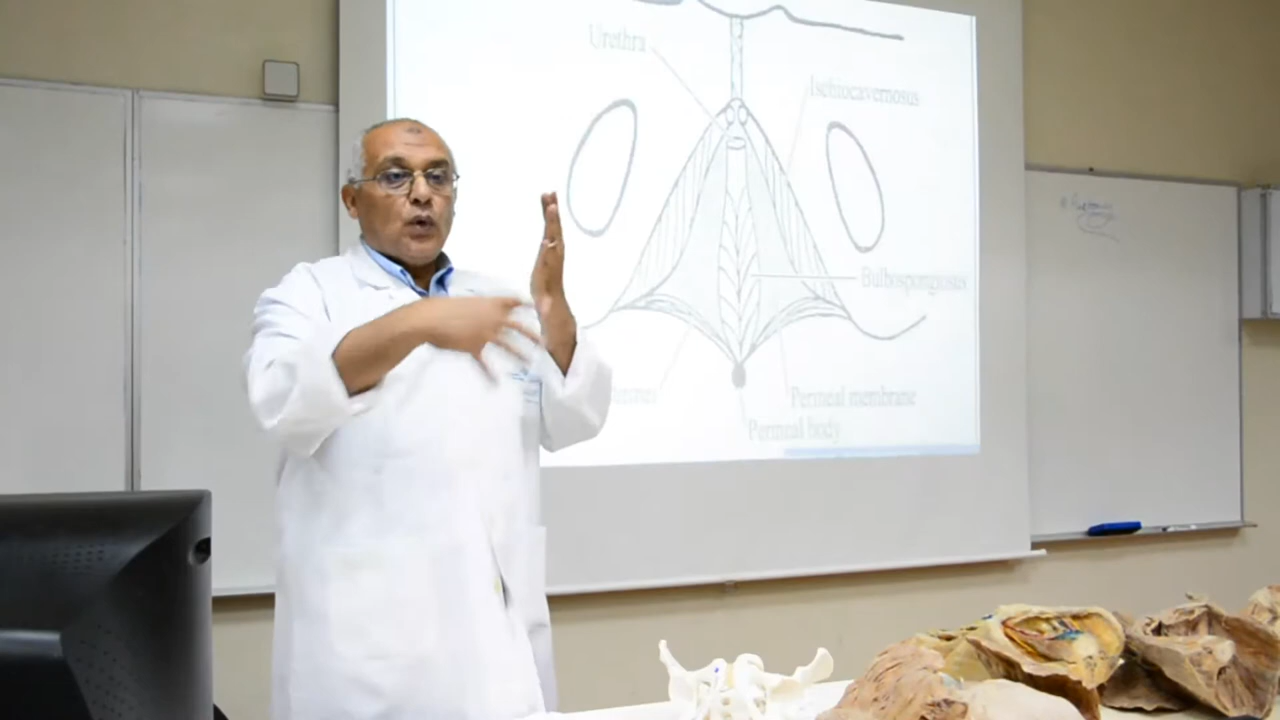 Urethra
Ischiocavernosus
Bulbospongiosus
Perineal membrane
Perineal body